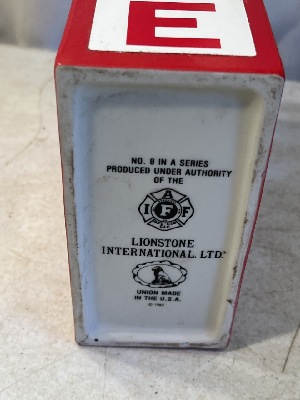 E
NO. 8 IN A SERIES
PRODUCED UNDER AUTHORITY
OF THE
A
I F F
LIONSTONE
INTERNATIONAL. LTD.
UNION MADE
IN THE U.S.A.